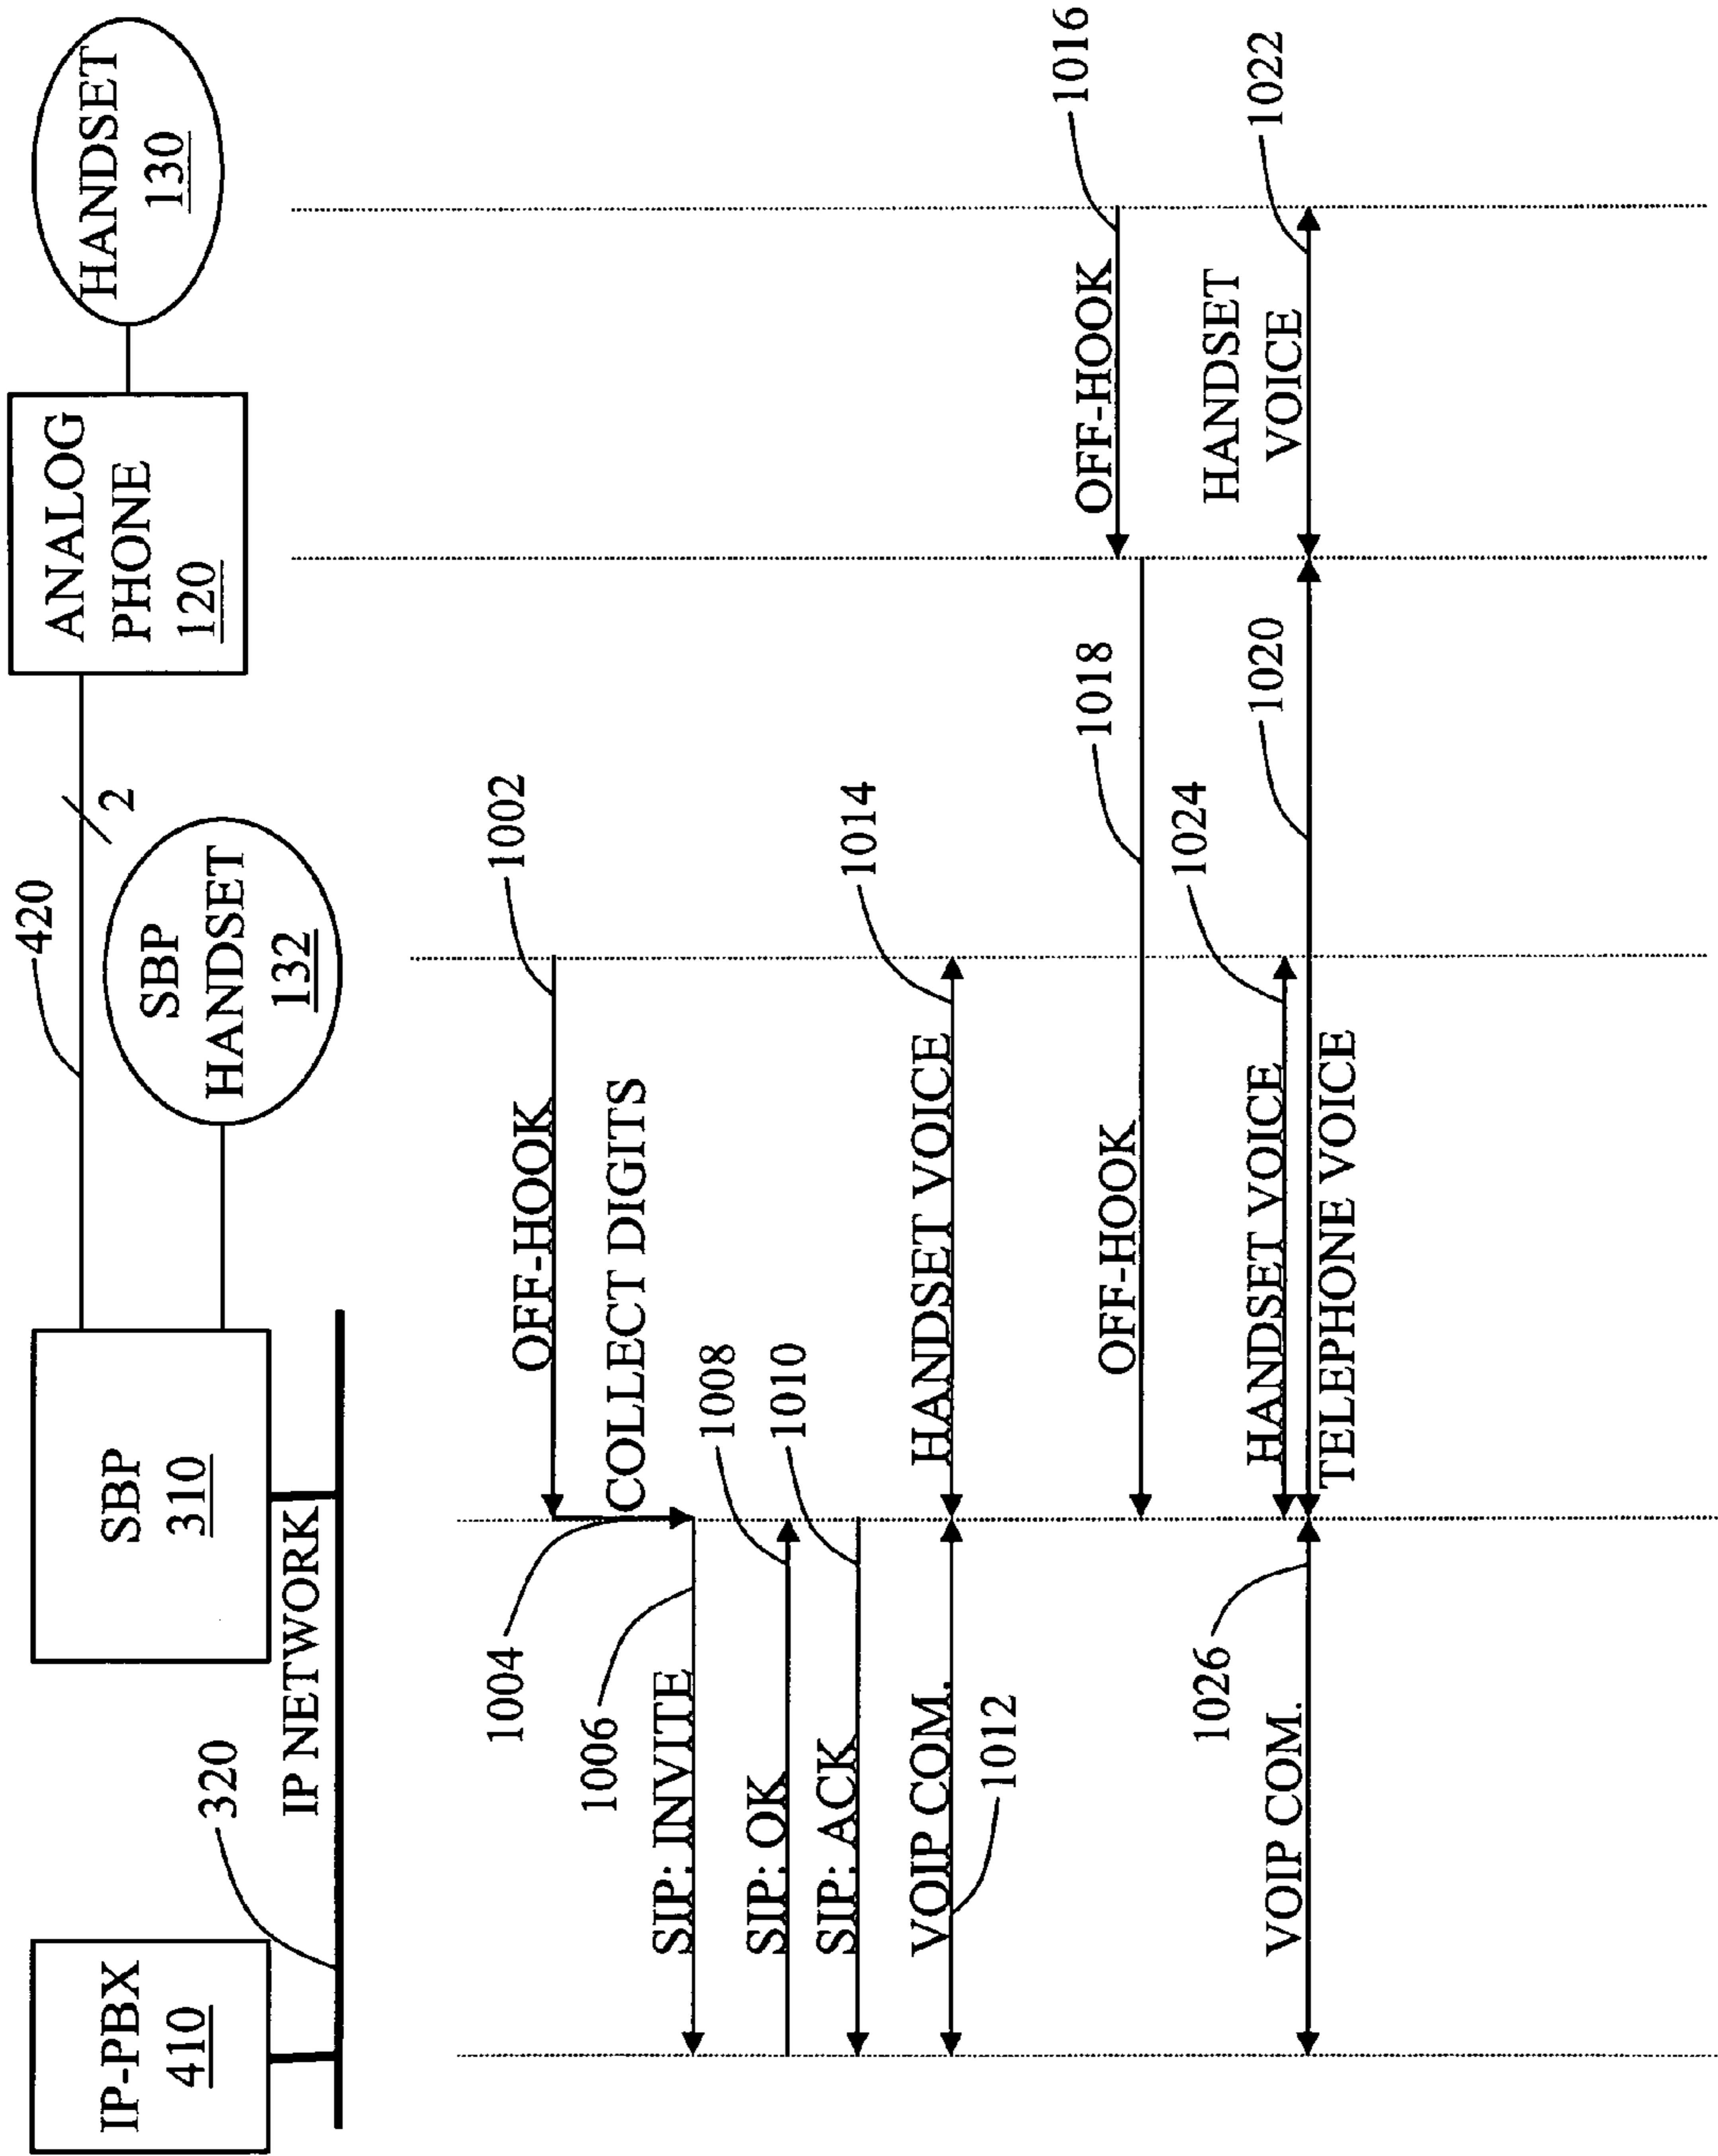 IP-PBX
410
320
IP NETWORK
SBP
310
SBP
HANDSET
132
420
2
ANALOG
PHONE
120
HANDSET
130
OFF-HOOK
1002
COLLECT DIGITS
1004
1006
SIP: INVITE
1008
SIP: OK
1010
SIP: ACK
VOIP COM.
1012
HANDSET VOICE
1014
OFF-HOOK
1016
OFF-HOOK
1018
HANDSET
VOICE
1022
HANDSET VOICE
1024
TELEPHONE VOICE
1020
VOIP COM.
1026